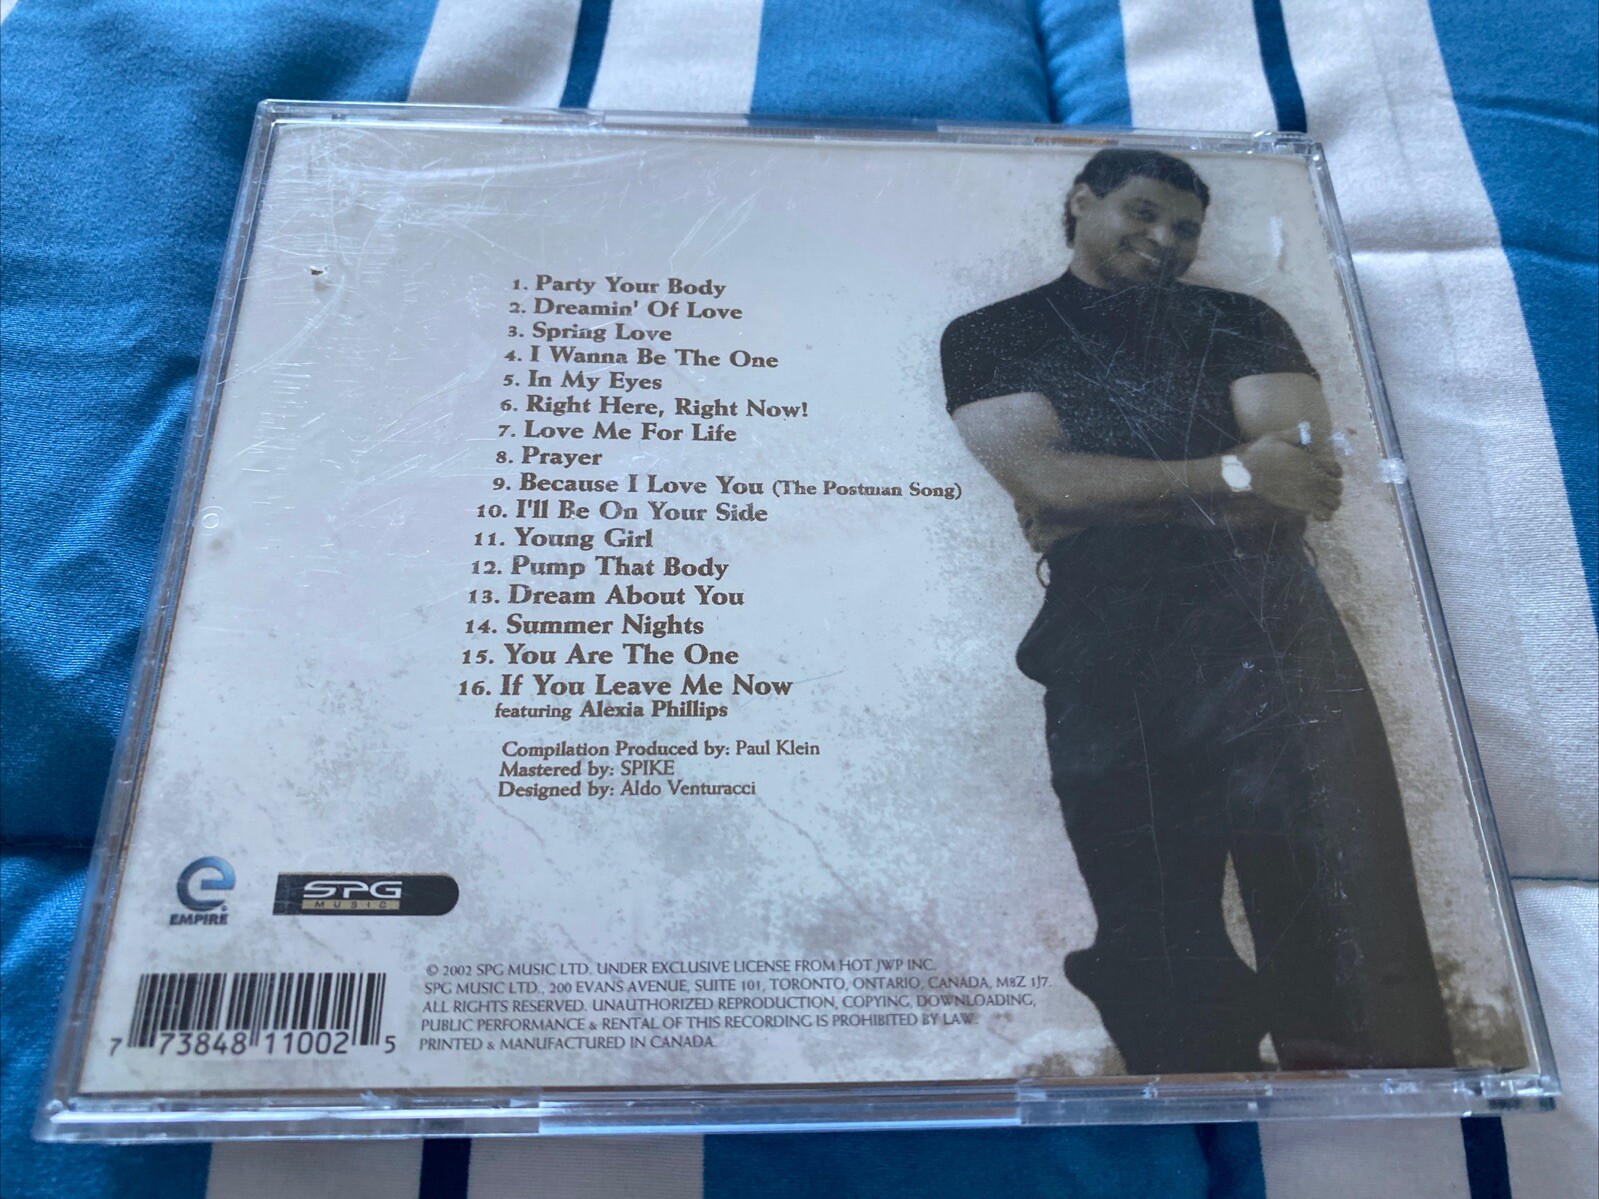 1. Party Your Body
2. Dreamin' Of Love
3. Spring Love
4. I Wanna Be The One
5. In My Eyes
6. Right Here, Right Now!
7. Love Me For Life
8. Prayer
9. Because I Love You (The Postman Song)
10. I'll Be On Your Side
11. Young Girl
12. Pump That Body
13. Dream About You
14. Summer Nights
15. You Are The One
16. If You Leave Me Now
featuring Alexia Phillips
Compilation Produced by: Paul Klein
Mastered by: SPIKE
Designed by: Aldo Venturacci
e
EMPIRE
SPG
MUSIC
© 2002 SPG MUSIC LTD. UNDER EXCLUSIVE LICENSE FROM HOT JWP INC.
SPG MUSIC LTD., 200 EVANS AVENUE, SUITE 101, TORONTO, ONTARIO, CANADA, M8Z 1J7.
ALL RIGHTS RESERVED. UNAUTHORIZED REPRODUCTION, COPYING, DOWNLOADING,
PUBLIC PERFORMANCE & RENTAL OF THIS RECORDING IS PROHIBITED BY LAW.
PRINTED & MANUFACTURED IN CANADA.
7 73848 11002 5